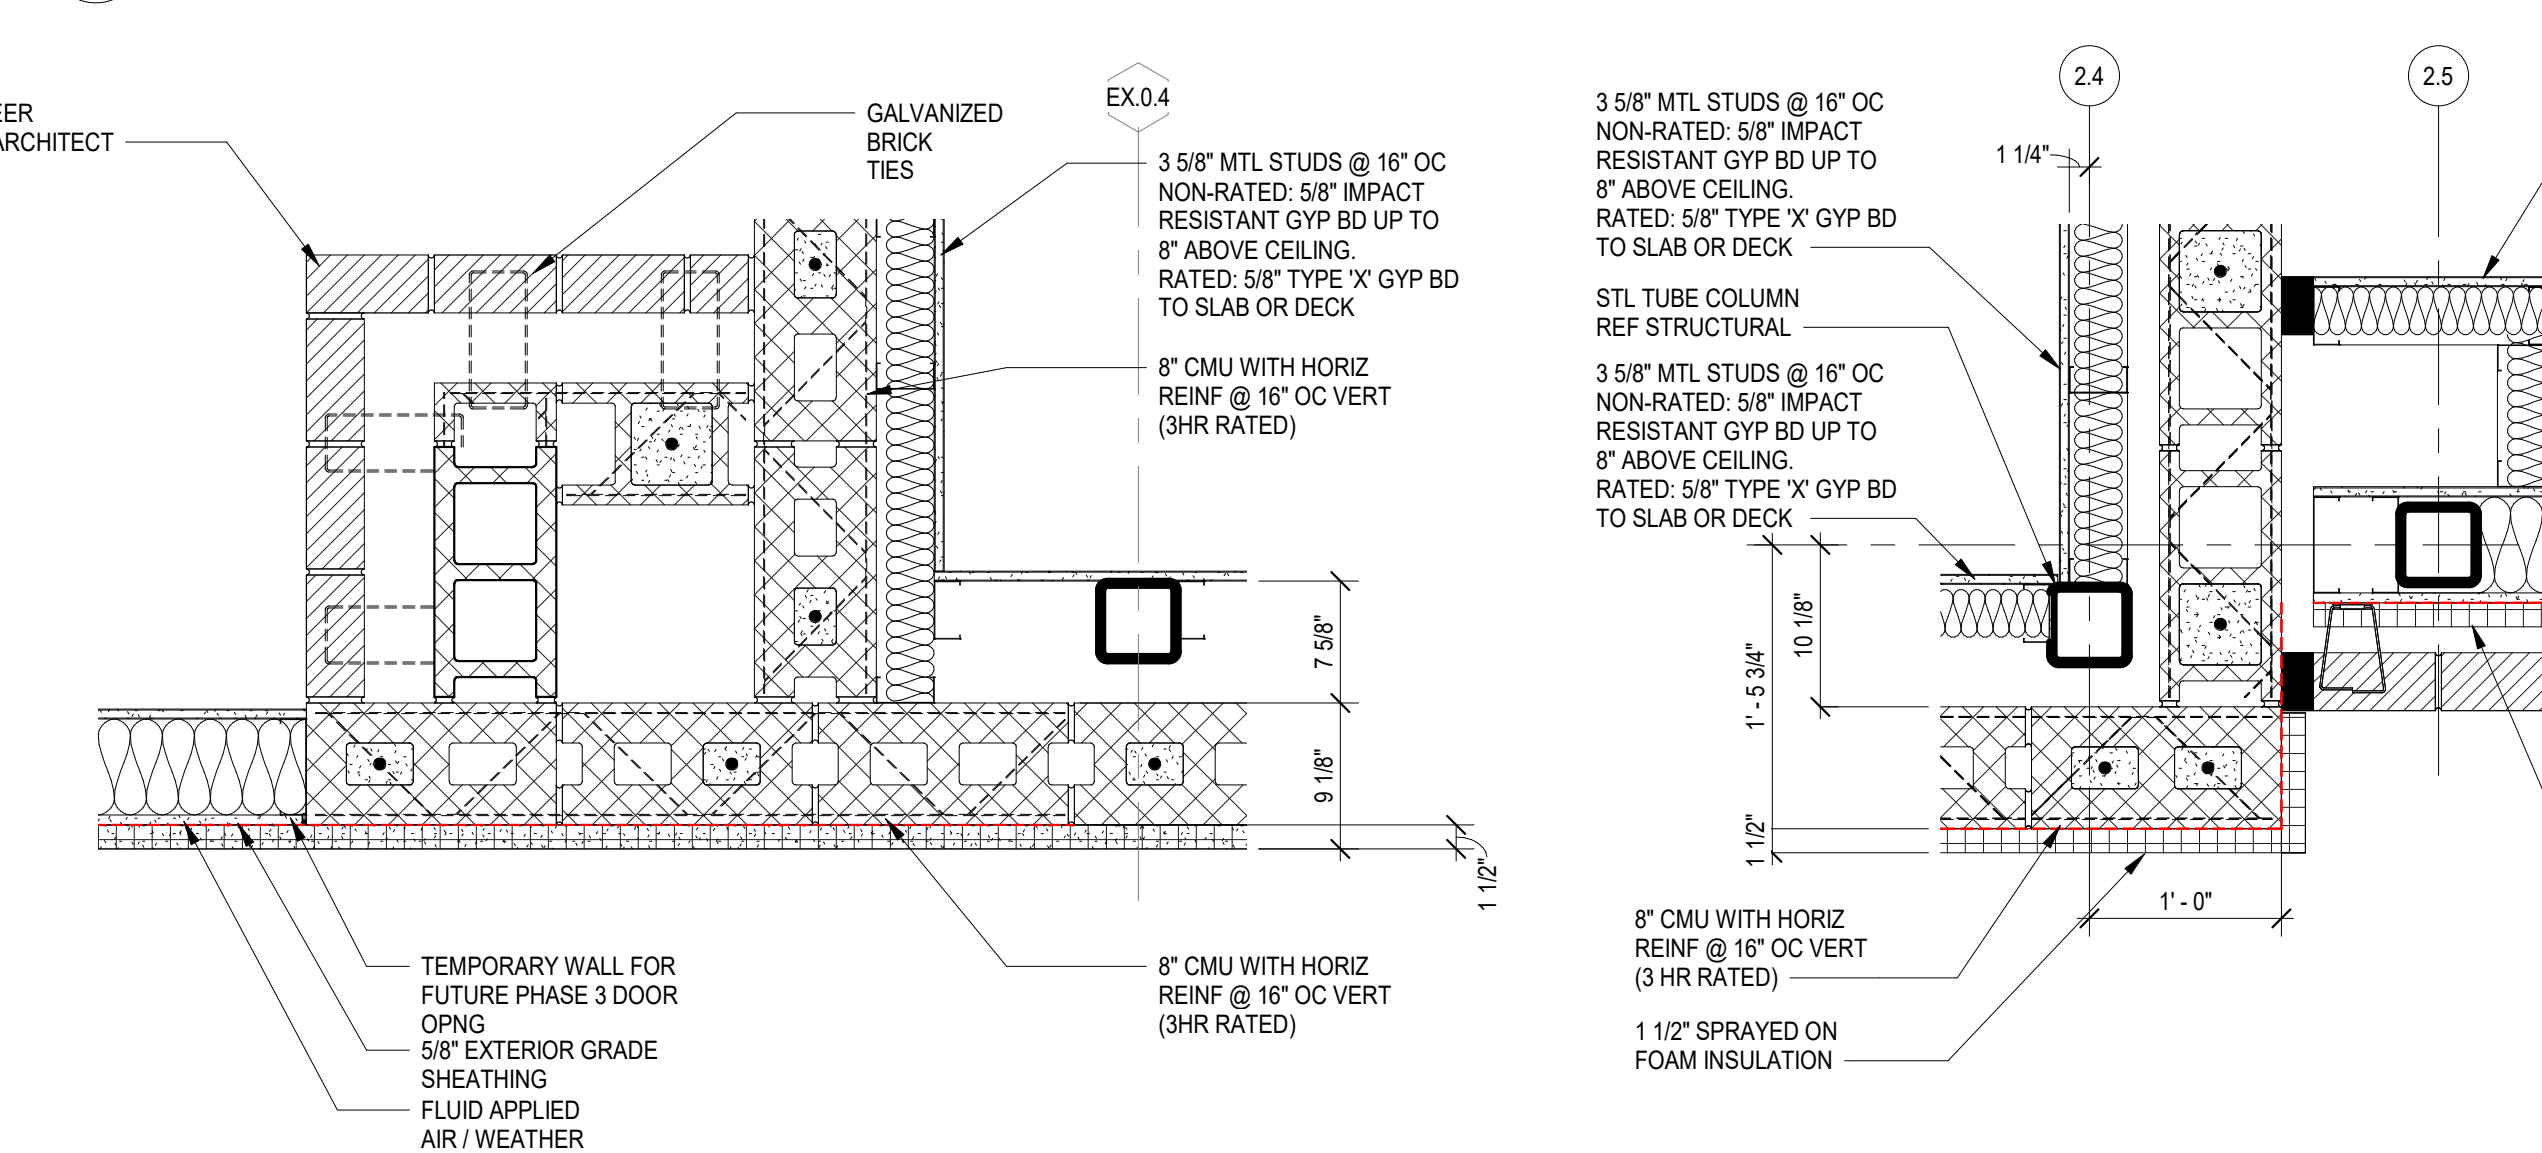 EER
ARCHITECT
GALVANIZED
BRICK
TIES
EX.0.4
3 5/8" MTL STUDS @ 16" OC
NON-RATED: 5/8" IMPACT
RESISTANT GYP BD UP TO
8" ABOVE CEILING.
RATED: 5/8" TYPE 'X' GYP BD
TO SLAB OR DECK
8" CMU WITH HORIZ
REINF @ 16" OC VERT
(3HR RATED)
7 5/8"
9 1/8"
1 1/2"
TEMPORARY WALL FOR
FUTURE PHASE 3 DOOR
OPNG
5/8" EXTERIOR GRADE
SHEATHING
FLUID APPLIED
AIR / WEATHER
8" CMU WITH HORIZ
REINF @ 16" OC VERT
(3HR RATED)
2.4
2.5
3 5/8" MTL STUDS @ 16" OC
NON-RATED: 5/8" IMPACT
RESISTANT GYP BD UP TO
8" ABOVE CEILING.
RATED: 5/8" TYPE 'X' GYP BD
TO SLAB OR DECK
1 1/4"
STL TUBE COLUMN
REF STRUCTURAL
3 5/8" MTL STUDS @ 16" OC
NON-RATED: 5/8" IMPACT
RESISTANT GYP BD UP TO
8" ABOVE CEILING.
RATED: 5/8" TYPE 'X' GYP BD
TO SLAB OR DECK
10 1/8"
1' - 5 3/4"
1 1/2"
1' - 0"
8" CMU WITH HORIZ
REINF @ 16" OC VERT
(3 HR RATED)
1 1/2" SPRAYED ON
FOAM INSULATION